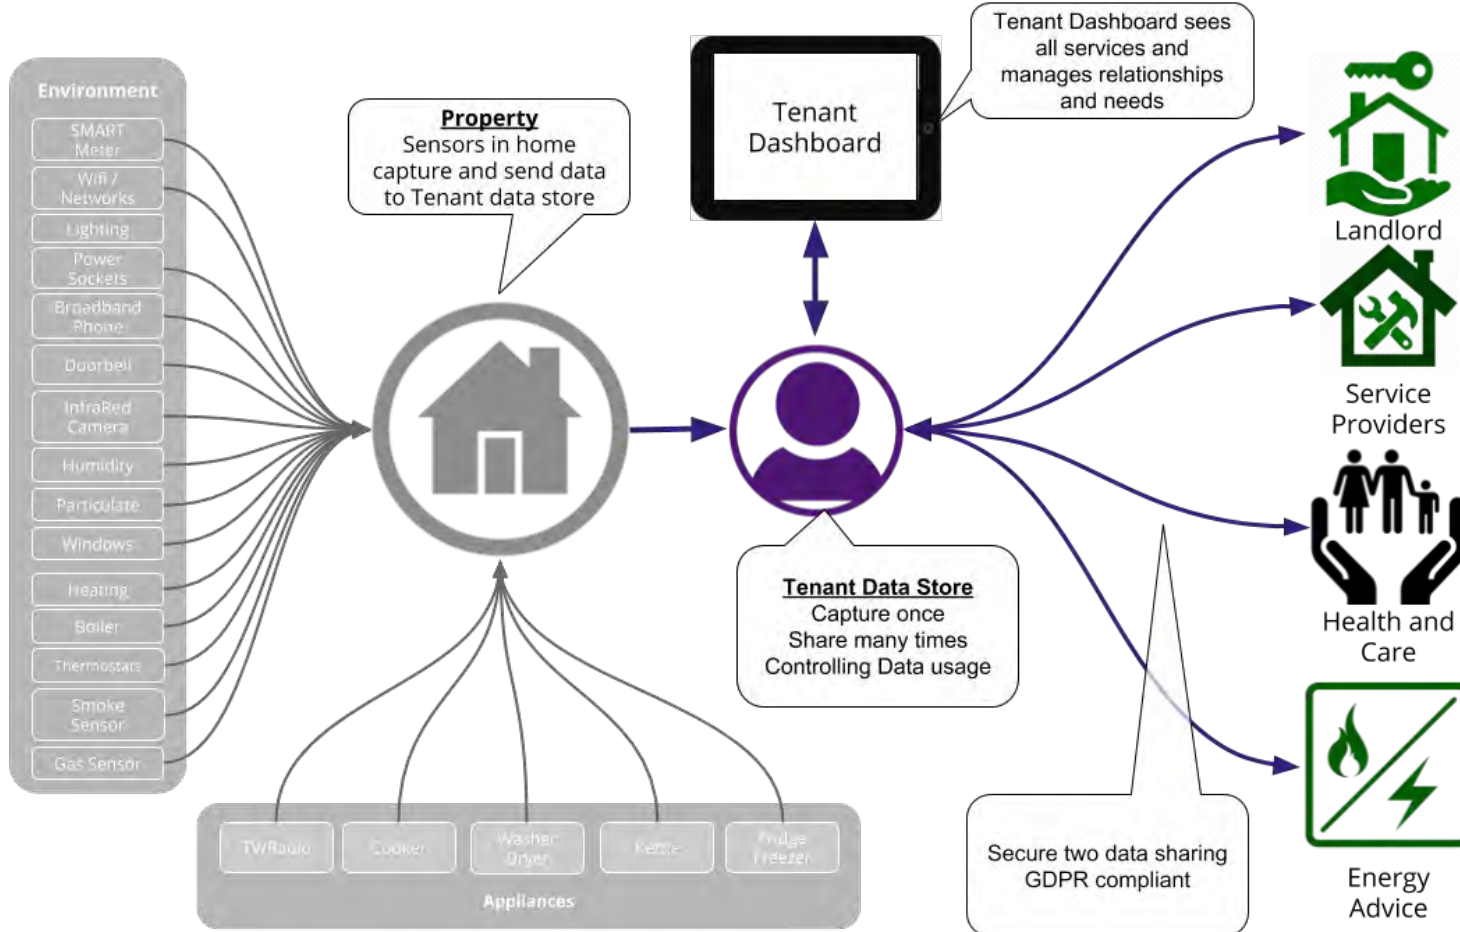 Environment
SMART
Meter
Wifi /
Networks
Lighting
Power
Sockets
Broadband
Phone
Doorbell
InfraRed
Camera
Humidity
Particulate
Windows
Heating
Boiler
Thermostats
Smoke
Sensor
Gas Sensor
Property
Sensors in home
capture and send data
to Tenant data store
Tenant
Dashboard
Tenant Dashboard sees
all services and
manages relationships
and needs
Landlord
Service
Providers
Health and
Care
Energy
Advice
Tenant Data Store
Capture once
Share many times
Controlling Data usage
Secure two data sharing
GDPR compliant
TV/Radio
Cooker
Washer
Dryer
Kettle
Fridge
Freezer
Appliances